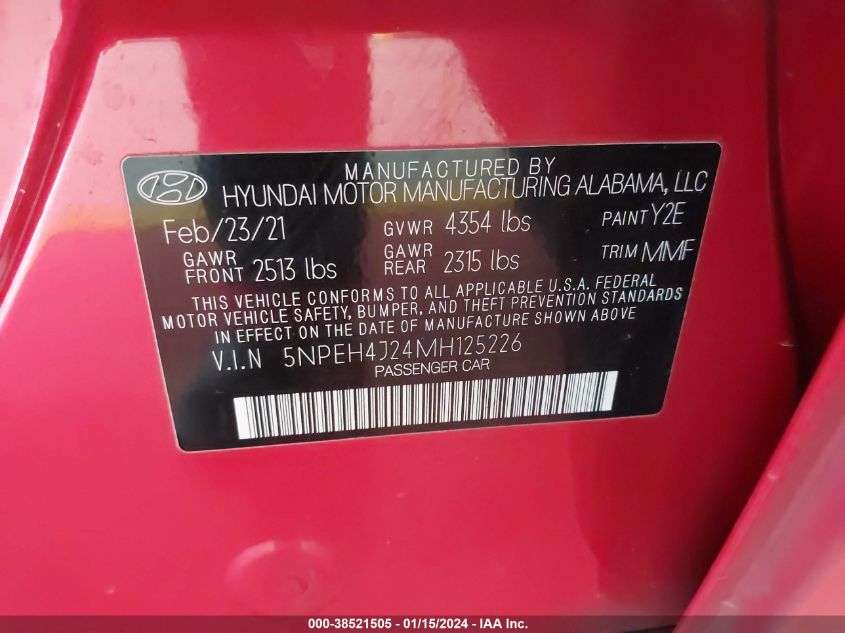 MANUFACTURED BY
HYUNDAI MOTOR MANUFACTURING ALABAMA, LLC
Feb/23/21 GVWR 4354 lbs PAINT Y2E
GAWR FRONT 2513 lbs GAWR REAR 2315 lbs TRIM MMF
THIS VEHICLE CONFORMS TO ALL APPLICABLE U.S.A. FEDERAL
MOTOR VEHICLE SAFETY, BUMPER, AND THEFT PREVENTION STANDARDS
IN EFFECT ON THE DATE OF MANUFACTURE SHOWN ABOVE
V.I.N 5NPEH4J24MH125226
PASSENGER CAR
000-38521505 - 01/15/2024 - IAA Inc.